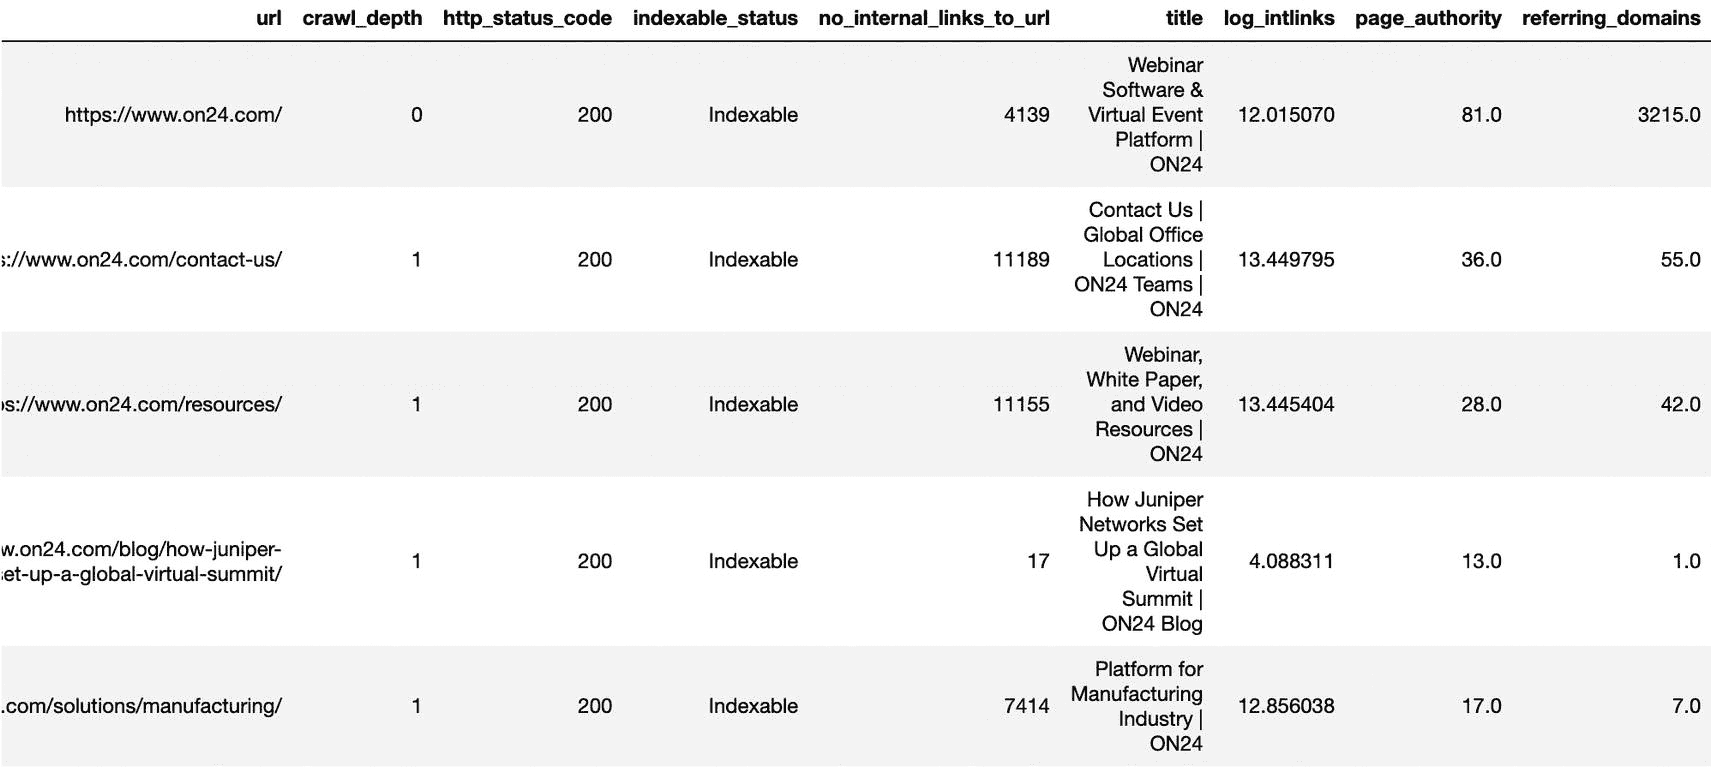 url crawl_depth http_status_code indexable_status no_internal_links_to_url title log_intlinks page_authority referring_domains
https://www.on24.com/ 0 200 Indexable 4139 Webinar Software & Virtual Event Platform | ON24 12.015070 81.0 3215.0
s://www.on24.com/contact-us/ 1 200 Indexable 11189 Contact Us | Global Office Locations | ON24 Teams | ON24 13.449795 36.0 55.0
os://www.on24.com/resources/ 1 200 Indexable 11155 Webinar, White Paper, and Video Resources | ON24 13.445404 28.0 42.0
w.on24.com/blog/how-juniper-
et-up-a-global-virtual-summit/ 1 200 Indexable 17 How Juniper Networks Set Up a Global Virtual Summit | ON24 Blog 4.088311 13.0 1.0
.com/solutions/manufacturing/ 1 200 Indexable 7414 Platform for Manufacturing Industry | ON24 12.856038 17.0 7.0